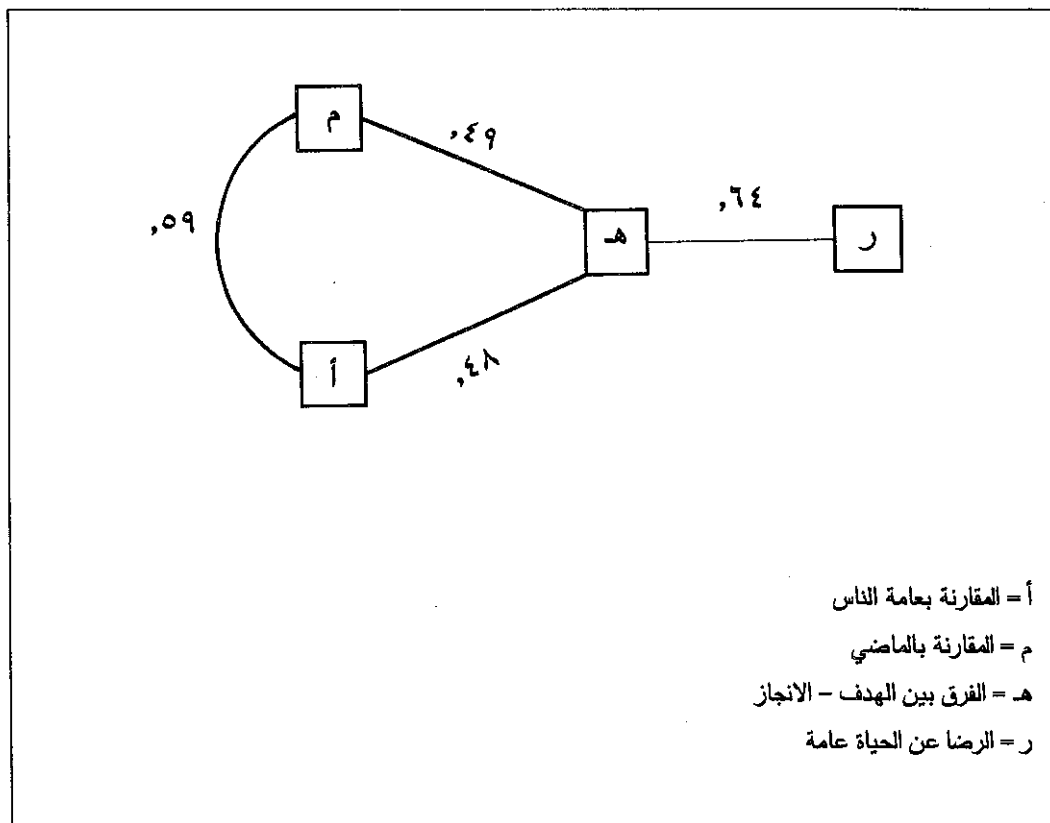 م
,٤٩
,٥٩
,٦٤
هـ
ر
أ
,٤٨
أ = المقارنة بعامة الناس
م = المقارنة بالماضي
هـ = الفرق بين الهدف – الانجاز
ر = الرضا عن الحياة عامة